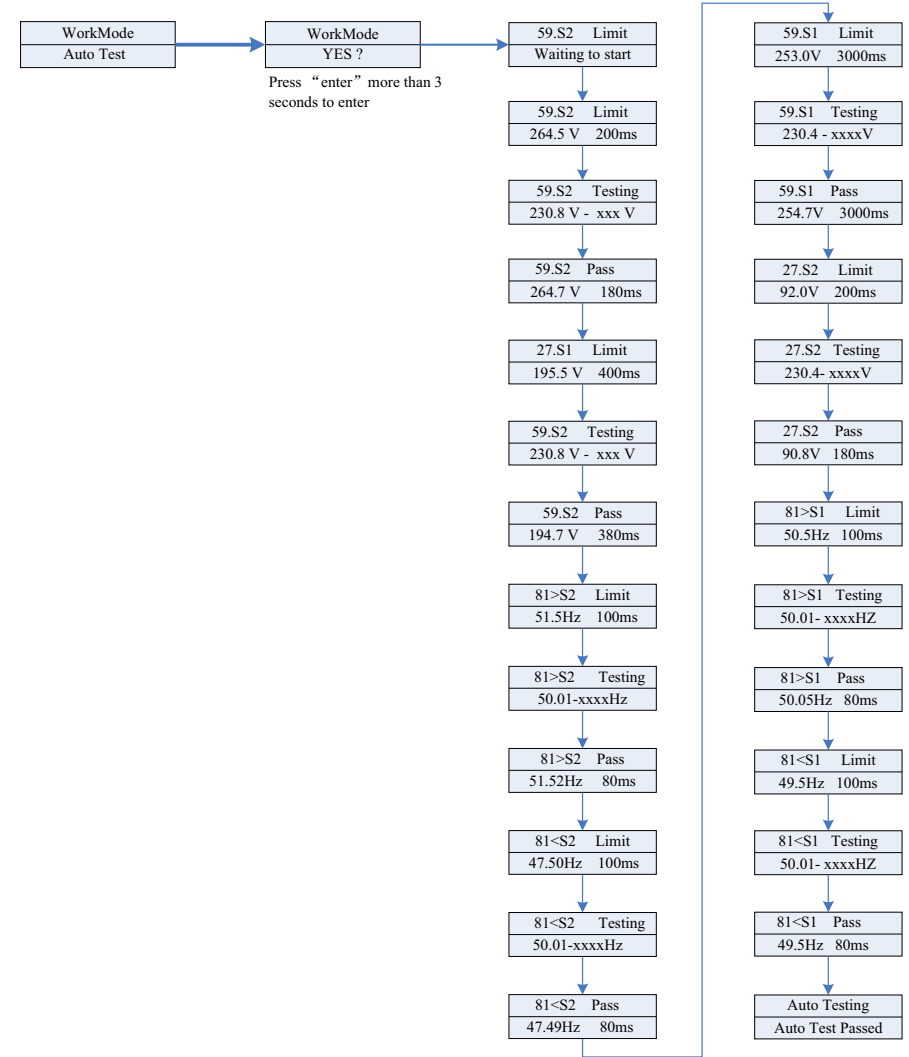 WorkMode
Auto Test
WorkMode
YES ?
Press “enter” more than 3
seconds to enter
59.S2 Limit
Waiting to start
59.S2 Limit
264.5 V 200ms
59.S2 Testing
230.8 V - xxx V
59.S2 Pass
264.7 V 180ms
27.S1 Limit
195.5 V 400ms
59.S2 Testing
230.8 V - xxx V
59.S2 Pass
194.7 V 380ms
81>S2 Limit
51.5Hz 100ms
81>S2 Testing
50.01-xxxxHz
81>S2 Pass
51.52Hz 80ms
81<S2 Limit
47.50Hz 100ms
81<S2 Testing
50.01-xxxxHz
81<S2 Pass
47.49Hz 80ms
59.S1 Limit
253.0V 3000ms
59.S1 Testing
230.4 - xxxxV
59.S1 Pass
254.7V 3000ms
27.S2 Limit
92.0V 200ms
27.S2 Testing
230.4- xxxxV
27.S2 Pass
90.8V 180ms
81>S1 Limit
50.5Hz 100ms
81>S1 Testing
50.01- xxxxHZ
81>S1 Pass
50.05Hz 80ms
81<S1 Limit
49.5Hz 100ms
81<S1 Testing
50.01- xxxxHZ
81<S1 Pass
49.5Hz 80ms
Auto Testing
Auto Test Passed